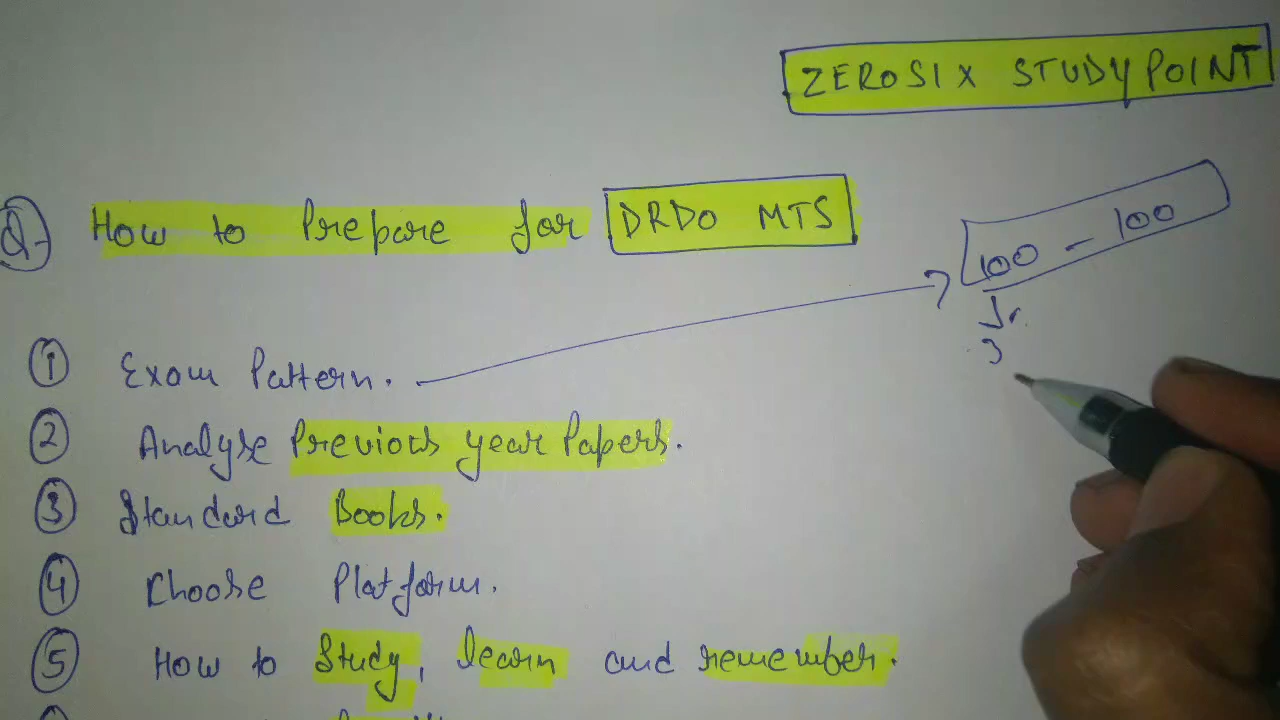 ZEROSIX STUDY POINT
Q- How to Prepare for DRDO MTS
100 - 100
① Exam Pattern.
② Analyse Previous year Papers.
③ Standard Books.
④ Choose Platform.
⑤ How to Study, learn and remember.